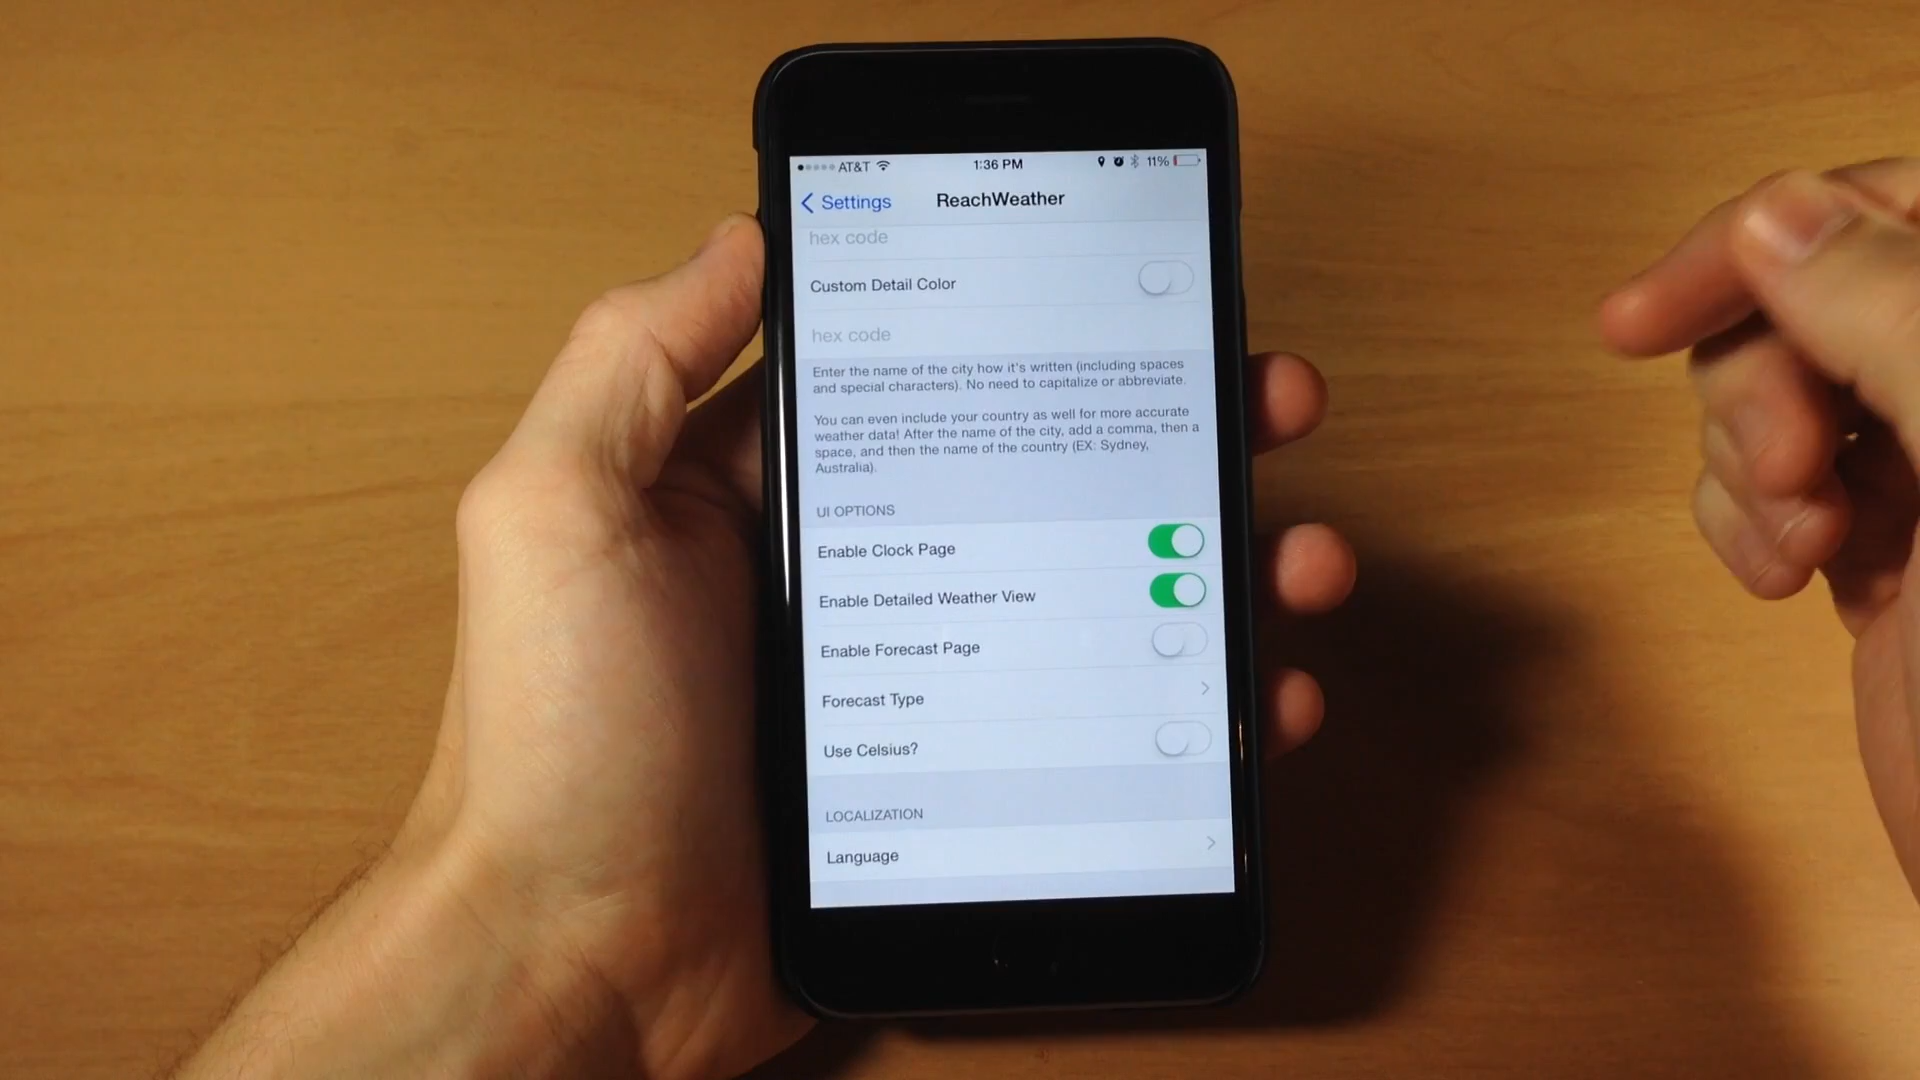 AT&T 1:36 PM 11%
Settings ReachWeather
hex code
Custom Detail Color
hex code
Enter the name of the city how it's written (including spaces
and special characters). No need to capitalize or abbreviate.
You can even include your country as well for more accurate
weather data! After the name of the city, add a comma, then a
space, and then the name of the country (EX: Sydney,
Australia).
UI OPTIONS
Enable Clock Page
Enable Detailed Weather View
Enable Forecast Page
Forecast Type
Use Celsius?
LOCALIZATION
Language